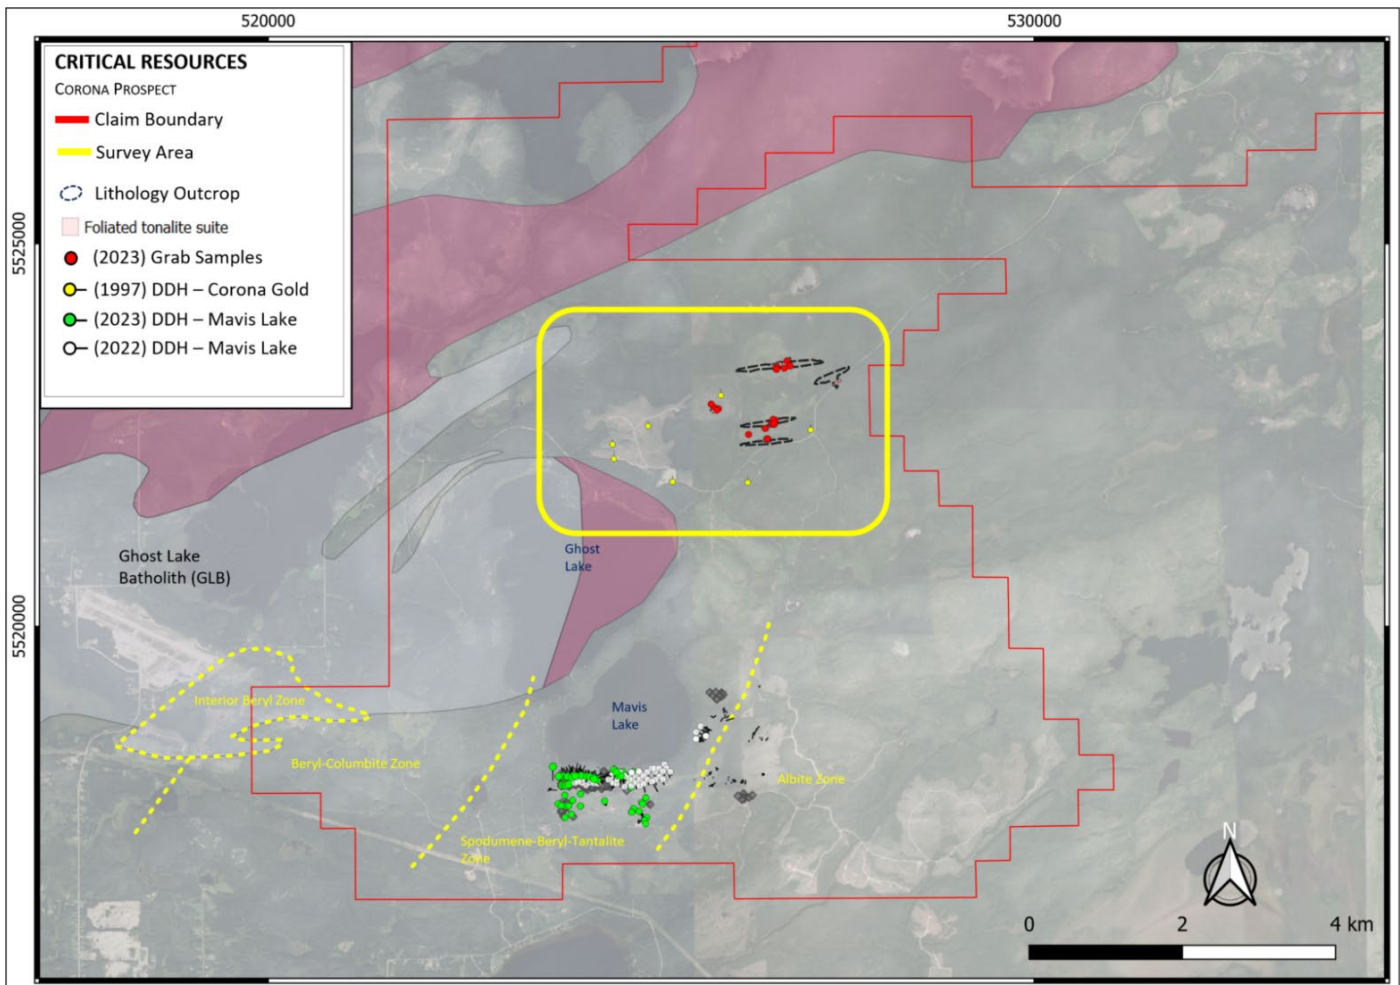 520000
530000
CRITICAL RESOURCES
CORONA PROSPECT
Claim Boundary
Survey Area
Lithology Outcrop
Foliated tonalite suite
(2023) Grab Samples
(1997) DDH – Corona Gold
(2023) DDH – Mavis Lake
(2022) DDH – Mavis Lake
5525000
5520000
Ghost Lake
Batholith (GLB)
Ghost
Lake
Interior Beryl Zone
Mavis
Lake
Beryl-Columbite Zone
Albite Zone
Spodumene-Beryl-Tantalite
Zone
N
0 2 4 km